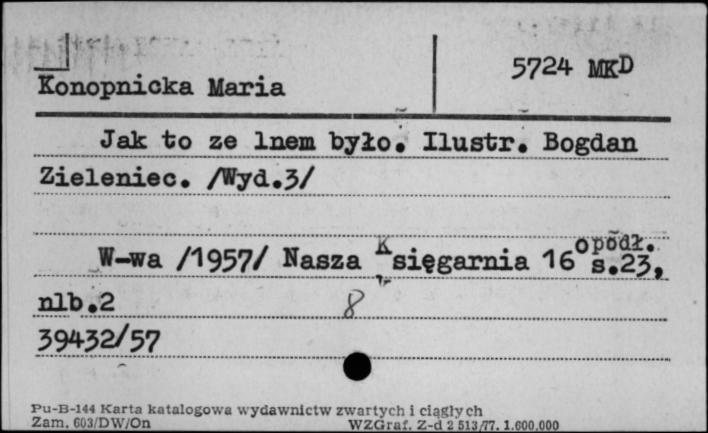 5724 MKD
Konopnicka Maria
Jak to ze lnem było. Ilustr. Bogdan
Zieleniec. /Wyd.3/
W-wa /1957/ Nasza Księgarnia 16° podł. s.23,
nlb.2
8
39432/57
Pu-B-144 Karta katalogowa wydawnictw zwartych i ciągłych
Zam. 603/DW/On WZGraf. Z-d 2 513/77. 1.600.000